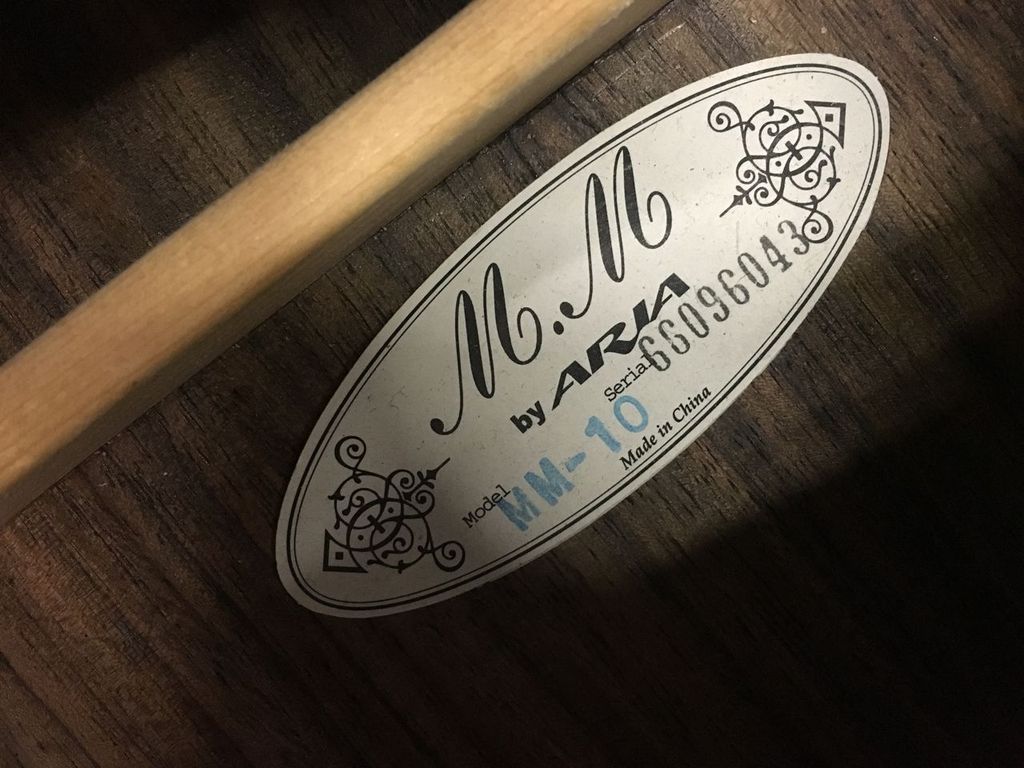 M.M
by ARIA
Serial 66096043
Model MM-10
Made in China